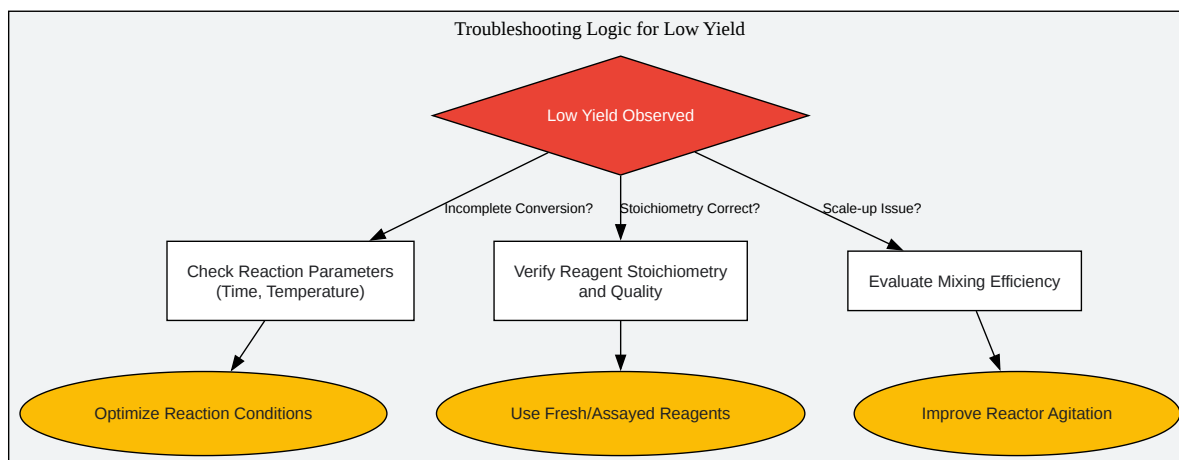 Troubleshooting Logic for Low Yield
Low Yield Observed
Incomplete Conversion?
Stoichiometry Correct?
Scale-up Issue?
Check Reaction Parameters
(Time, Temperature)
Verify Reagent Stoichiometry
and Quality
Evaluate Mixing Efficiency
Optimize Reaction Conditions
Use Fresh/Assayed Reagents
Improve Reactor Agitation